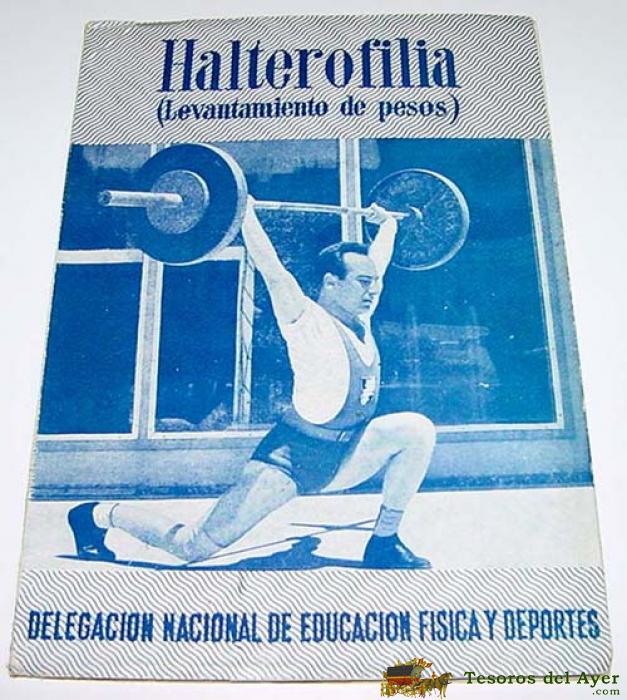 Halterofilia
(Levantamiento de pesos)
DELEGACION NACIONAL DE EDUCACION FISICA Y DEPORTES
Tesoros del Ayer
.com